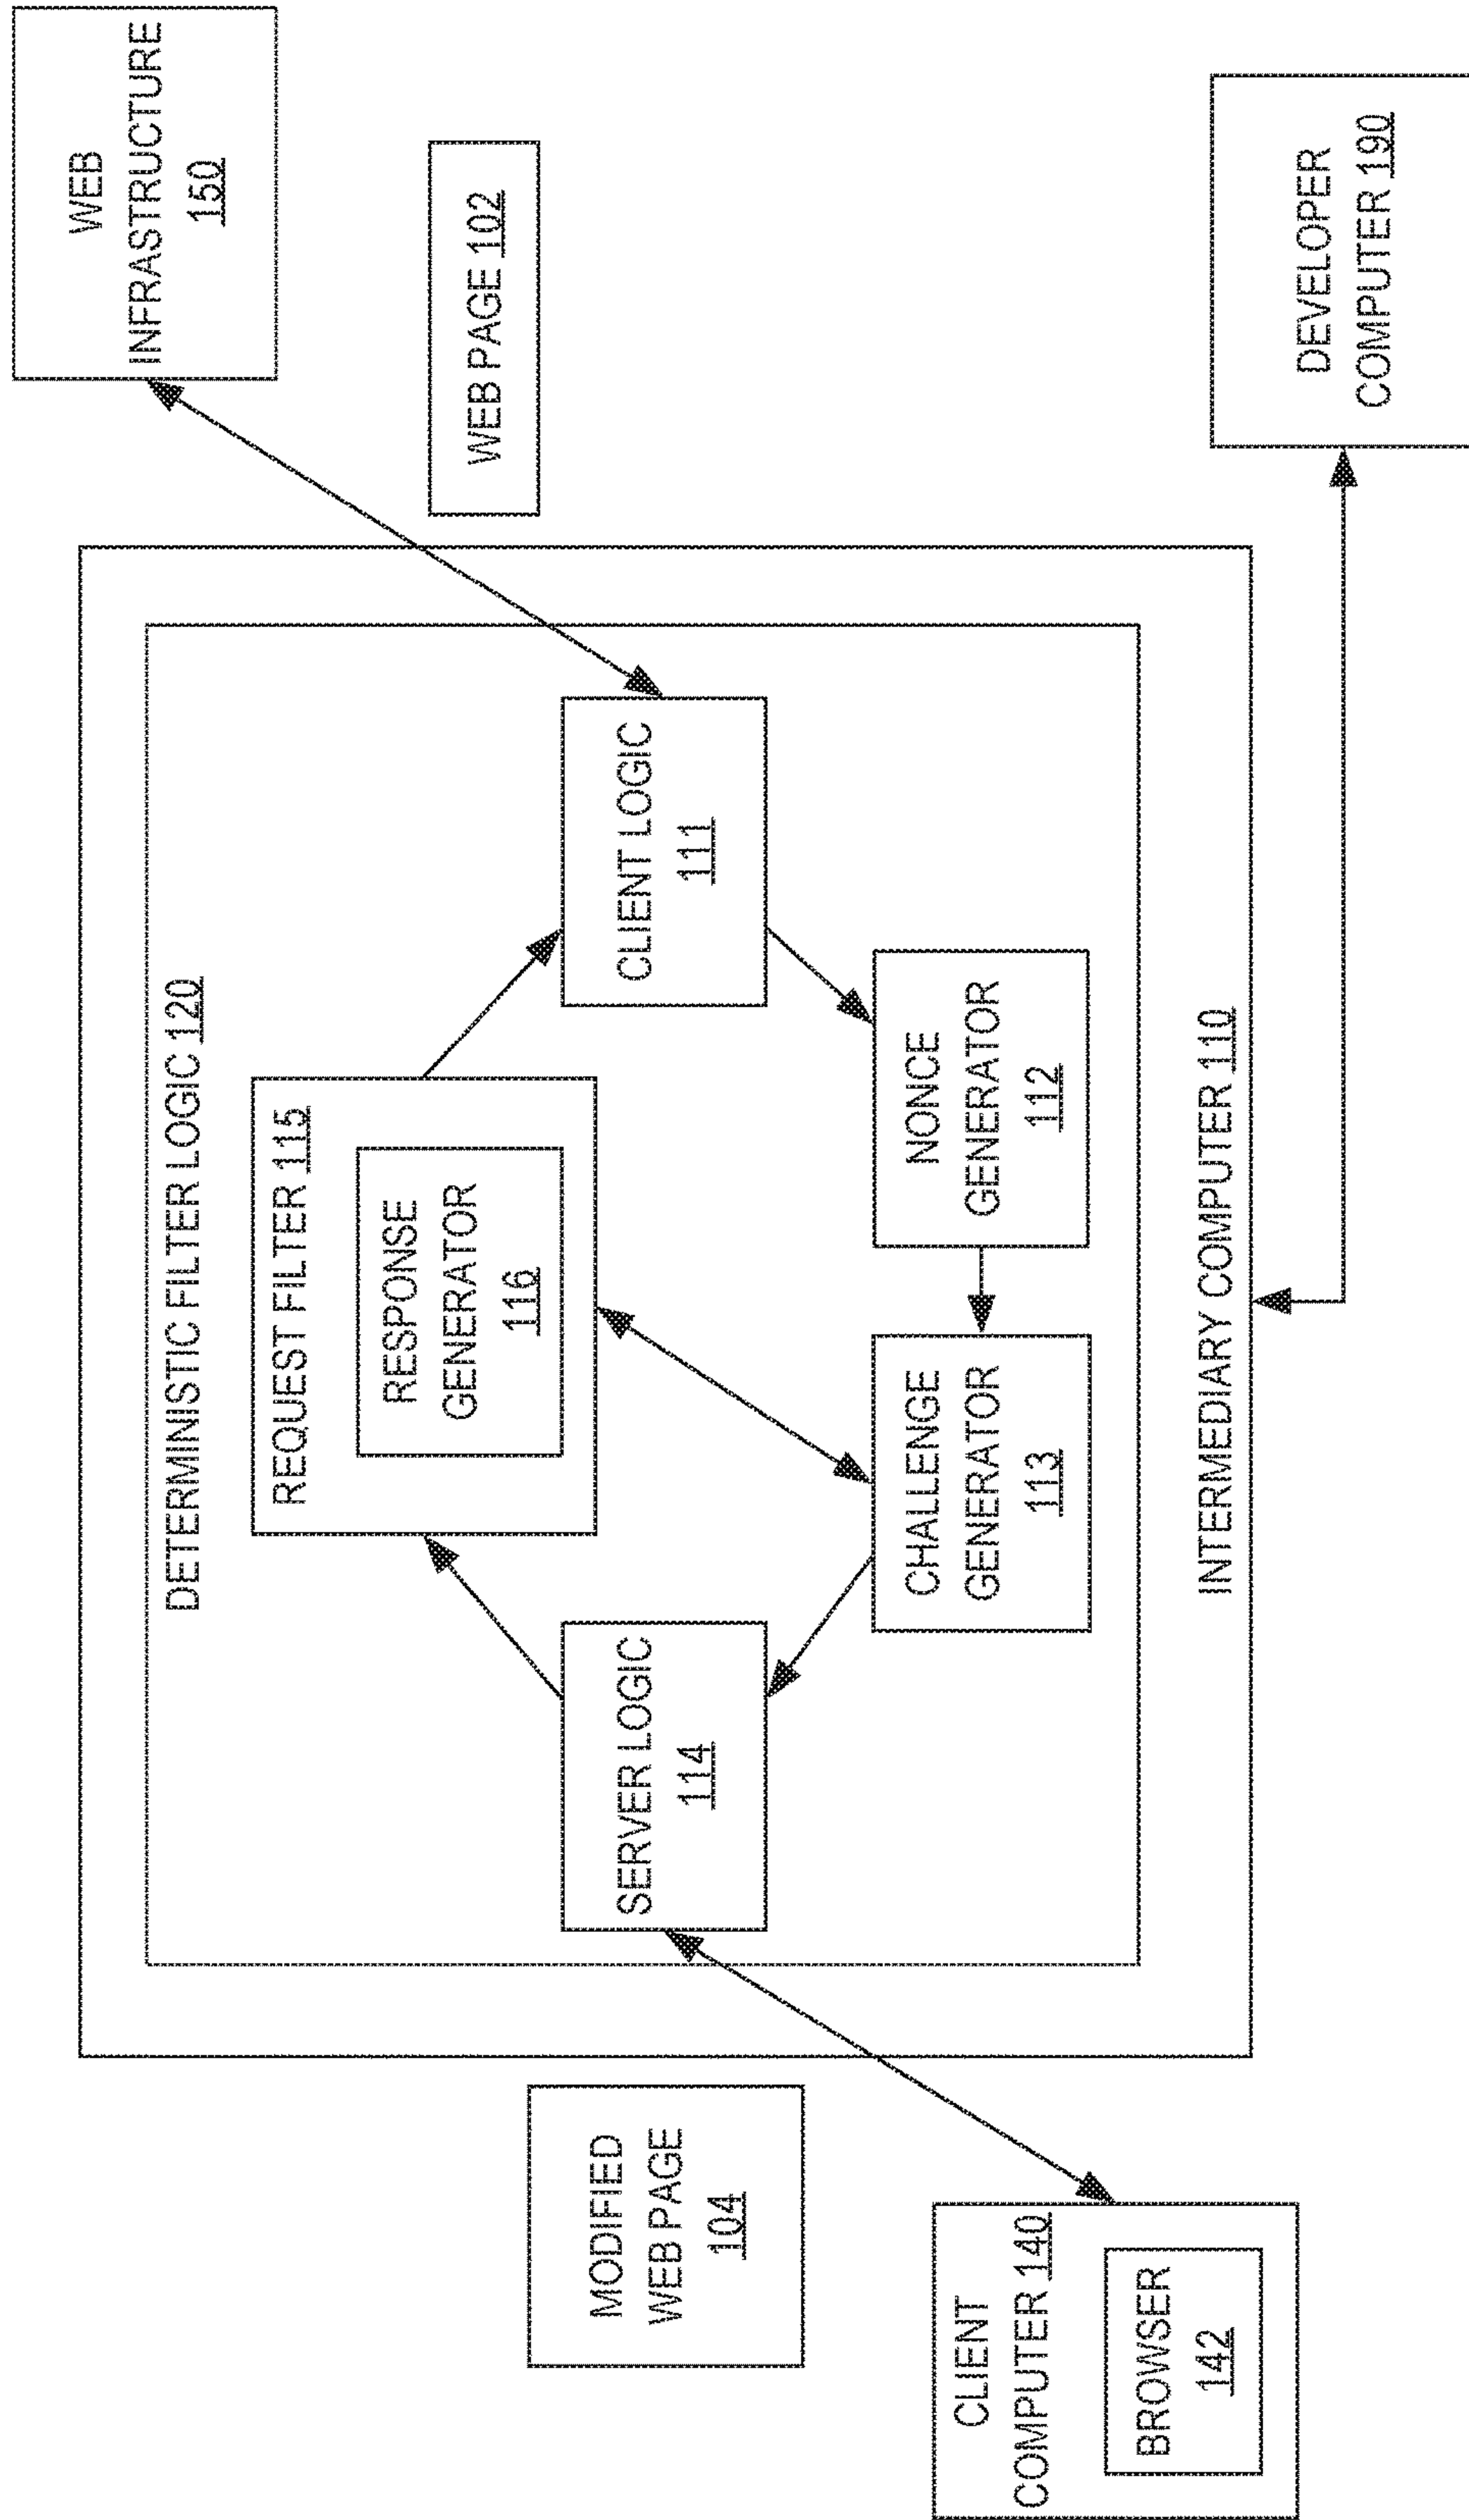 WEB
INFRASTRUCTURE
150
WEB PAGE 102
DEVELOPER
COMPUTER 190
DETERMINISTIC FILTER LOGIC 120
REQUEST FILTER 115
RESPONSE
GENERATOR
116
CLIENT LOGIC
111
NONCE
GENERATOR
112
CHALLENGE
GENERATOR
113
SERVER LOGIC
114
INTERMEDIARY COMPUTER 110
MODIFIED
WEB PAGE
104
CLIENT
COMPUTER 140
BROWSER
142